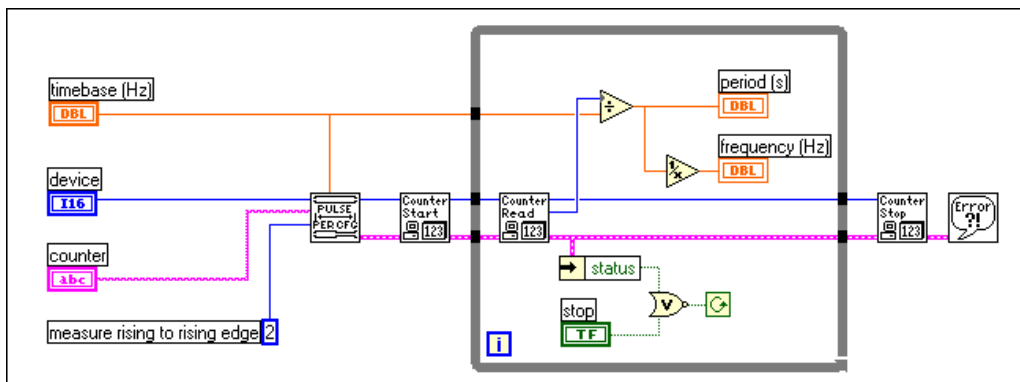 timebase (Hz)
DBL
device
I16
counter
abc
measure rising to rising edge 2
PULSE
PER CFG
Counter
Start
123
Counter
Read
123
÷
1/x
period (s)
DBL
frequency (Hz)
DBL
status
stop
TF
V
i
Counter
Stop
123
Error
?!